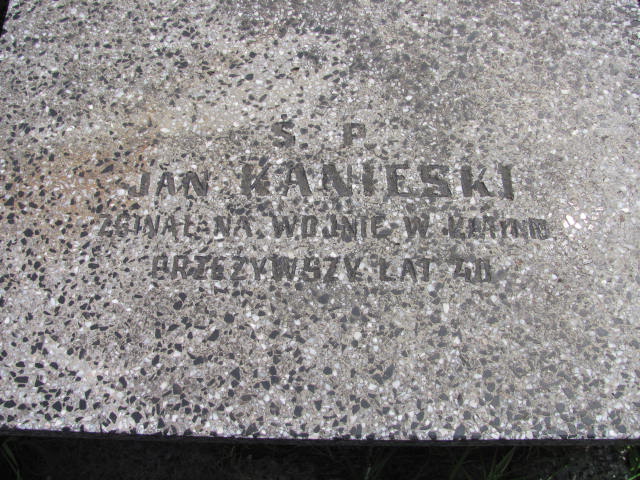 Ś. P.
JAN KANIESKI
ZGINĄŁ NA WOJNIE W KATYNIU
PRZEŻYWSZY LAT 40